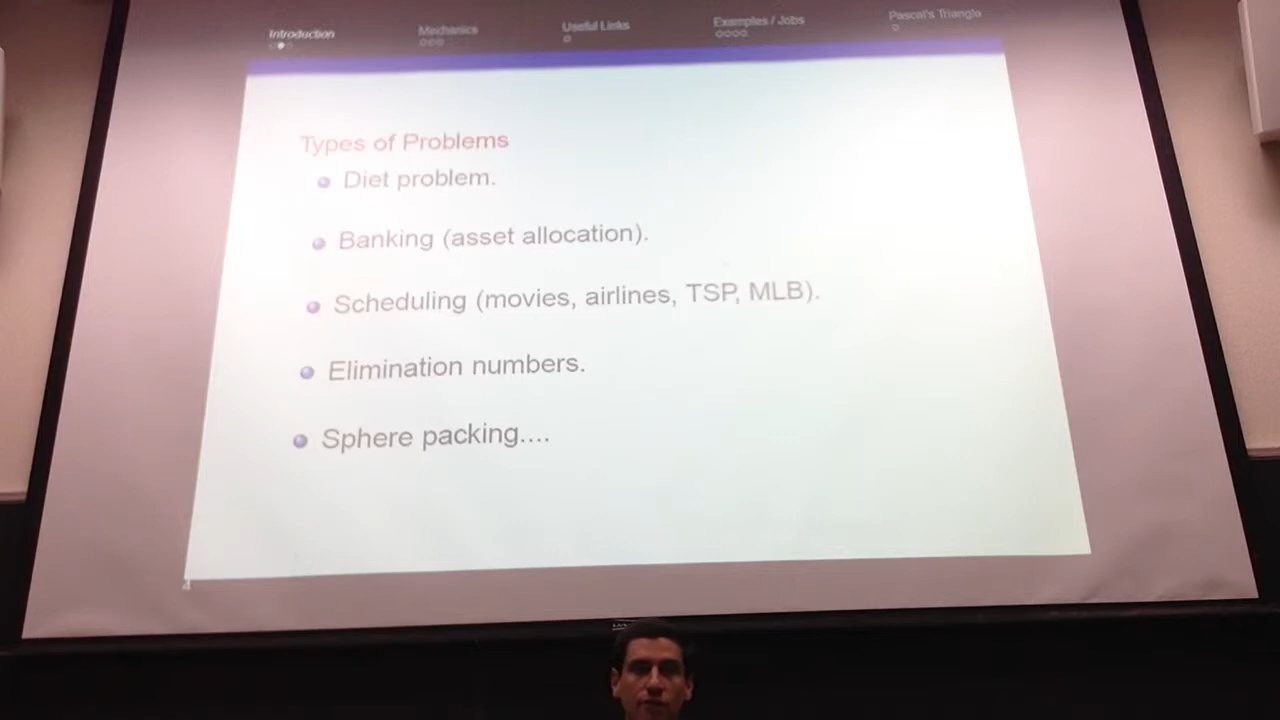 Introduction
Mechanics
Useful Links
Examples / Jobs
Pascal's Triangle
Types of Problems
Diet problem.
Banking (asset allocation).
Scheduling (movies, airlines, TSP, MLB).
Elimination numbers.
Sphere packing....